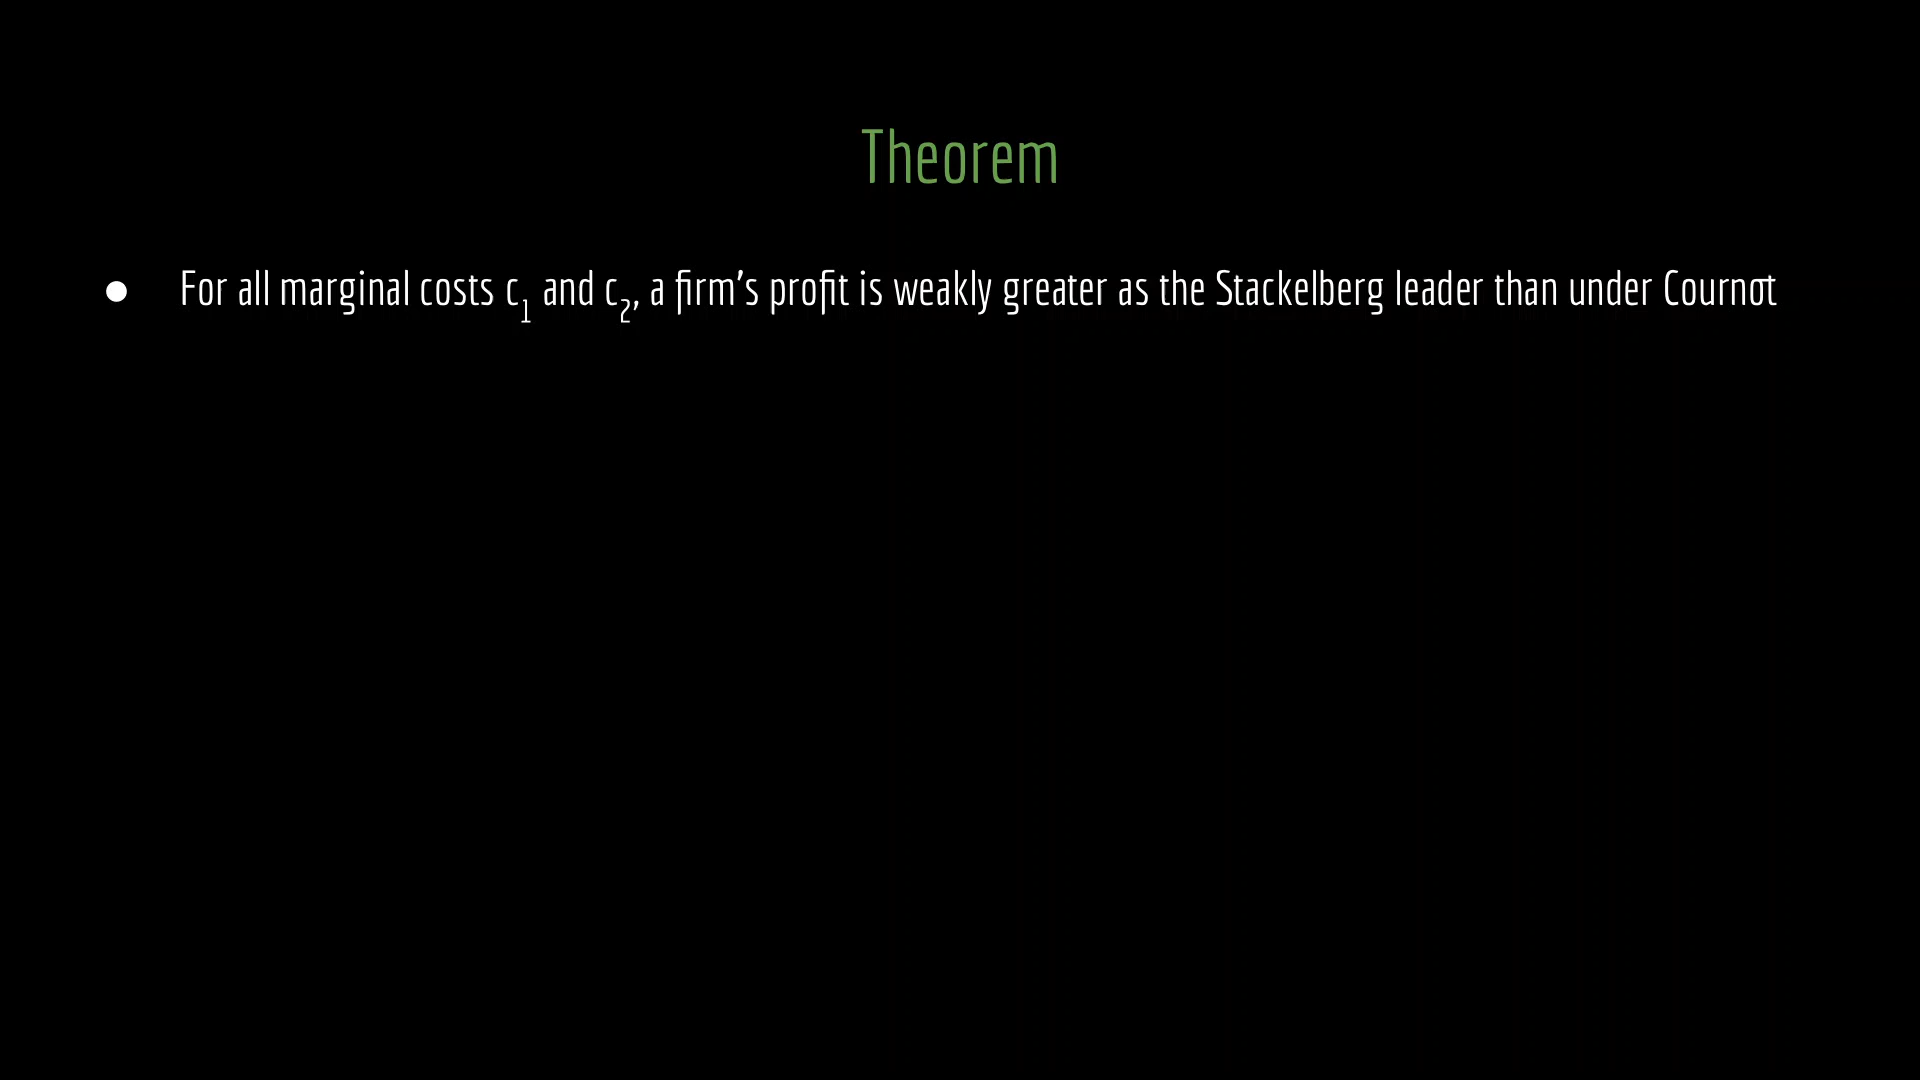 Theorem
● For all marginal costs c₁ and c₂, a firm's profit is weakly greater as the Stackelberg leader than under Cournot